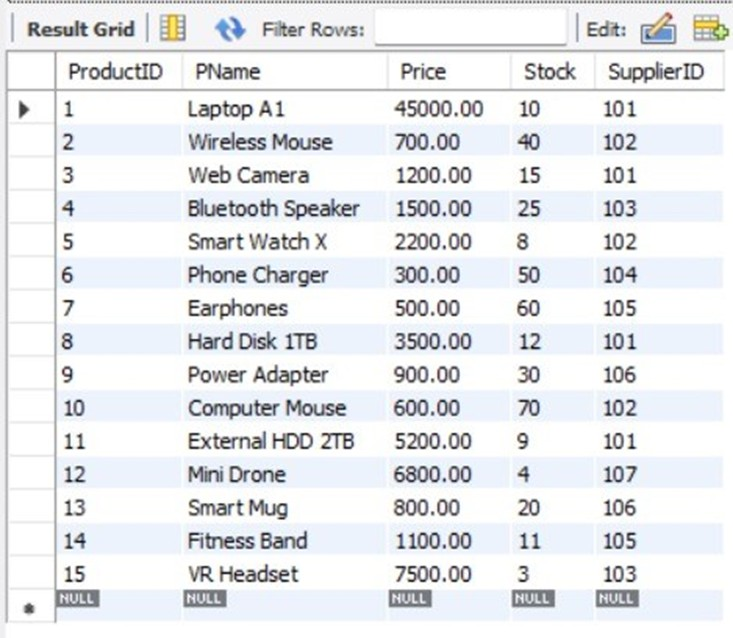 Result Grid Filter Rows: Edit:
ProductID PName Price Stock SupplierID
1 Laptop A1 45000.00 10 101
2 Wireless Mouse 700.00 40 102
3 Web Camera 1200.00 15 101
4 Bluetooth Speaker 1500.00 25 103
5 Smart Watch X 2200.00 8 102
6 Phone Charger 300.00 50 104
7 Earphones 500.00 60 105
8 Hard Disk 1TB 3500.00 12 101
9 Power Adapter 900.00 30 106
10 Computer Mouse 600.00 70 102
11 External HDD 2TB 5200.00 9 101
12 Mini Drone 6800.00 4 107
13 Smart Mug 800.00 20 106
14 Fitness Band 1100.00 11 105
15 VR Headset 7500.00 3 103
NULL NULL NULL NULL NULL